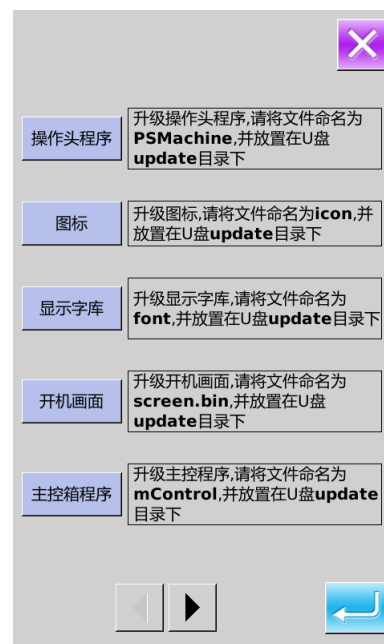 操作头程序
升级操作头程序,请将文件命名为
PSMachine,并放置在U盘
update目录下
图标
升级图标,请将文件命名为icon,并
放置在U盘update目录下
显示字库
升级显示字库,请将文件命名为
font,并放置在U盘update目录下
开机画面
升级开机画面,请将文件命名为
screen.bin,并放置在U盘
update目录下
主控箱程序
升级主控程序,请将文件命名为
mControl,并放置在U盘update
目录下